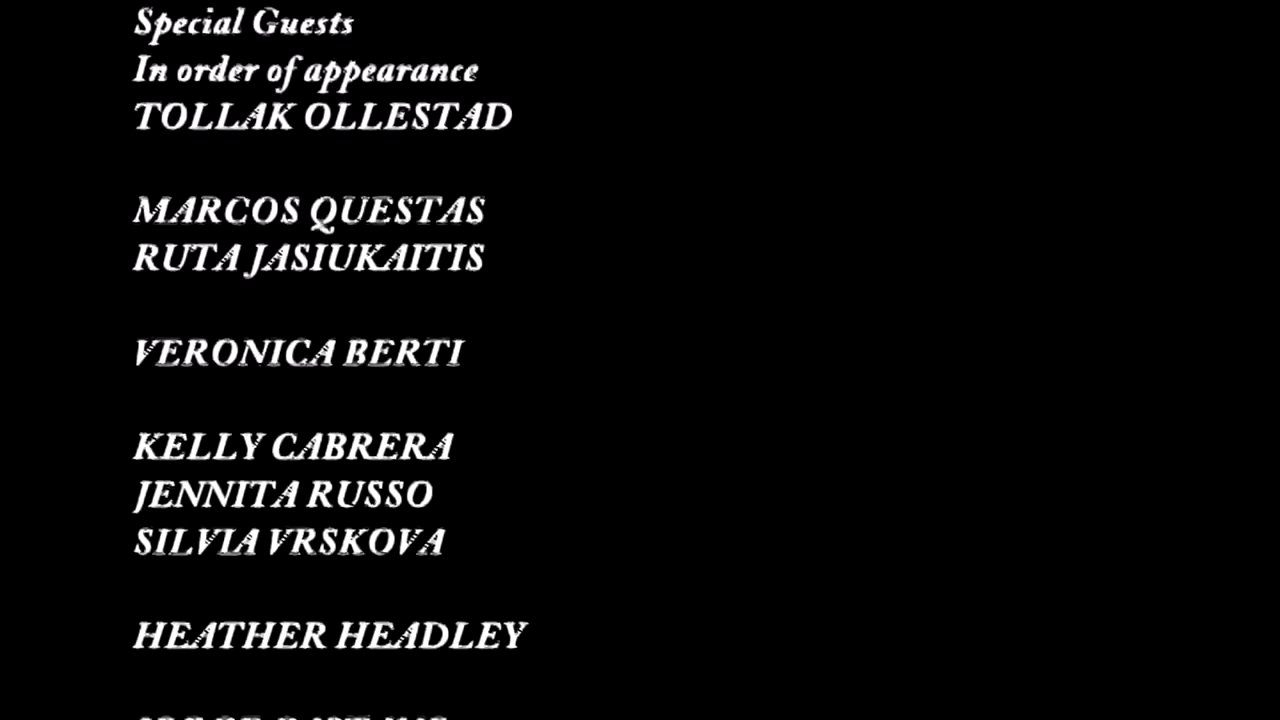 Special Guests
In order of appearance
TOLLAK OLLESTAD
MARCOS QUESTAS
RUTA JASIUKAITIS
VERONICA BERTI
KELLY CABRERA
JENNITA RUSSO
SILVIA VRSKOVA
HEATHER HEADLEY